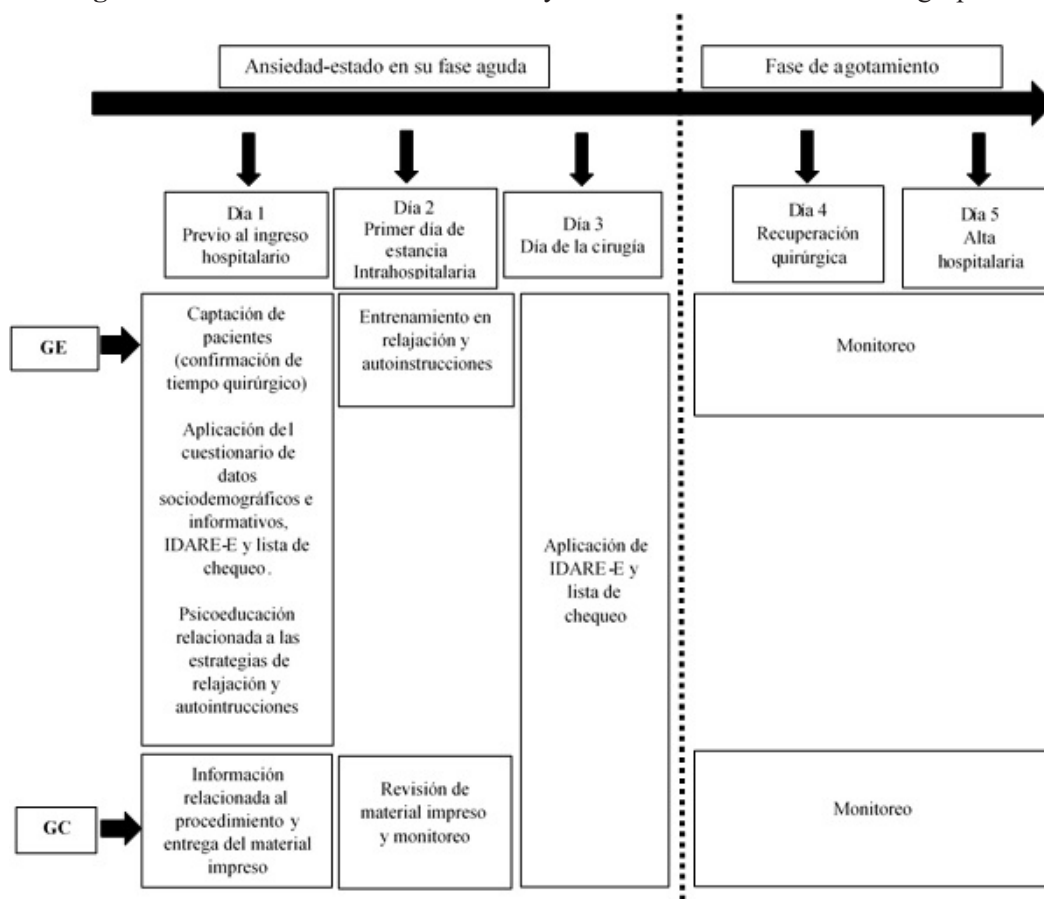 Ansiedad-estado en su fase aguda
Fase de agotamiento
Día 1
Previo al ingreso
hospitalario
Día 2
Primer día de
estancia
Intrahospitalaria
Día 3
Día de la cirugía
Día 4
Recuperación
quirúrgica
Día 5
Alta
hospitalaria
GE
Captación de
pacientes
(confirmación de
tiempo quirúrgico)
Aplicación del
cuestionario de
datos
sociodemográficos e
informativos,
IDARE-E y lista de
chequeo.
Psicoeducación
relacionada a las
estrategias de
relajación y
autointrucciones
Entrenamiento en
relajación y
autoinstrucciones
Aplicación de
IDARE-E y
lista de
chequeo
Monitoreo
GC
Información
relacionada al
procedimiento y
entrega del material
impreso
Revisión de
material impreso
y monitoreo
Monitoreo